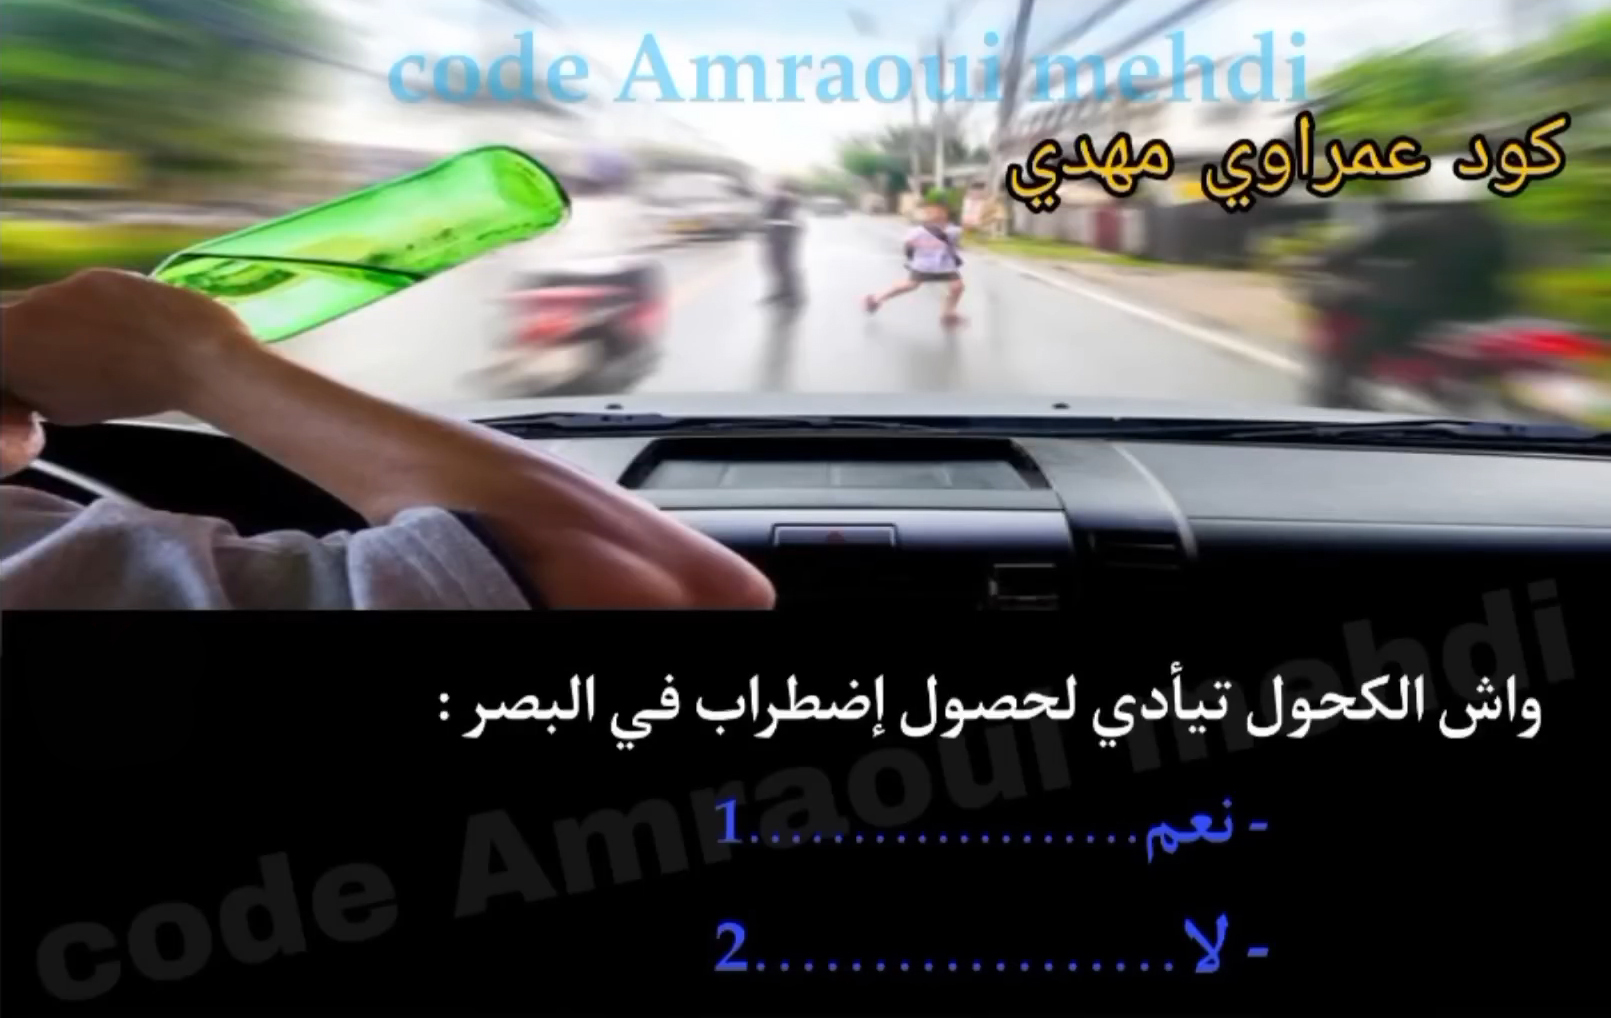 code Amraoui mehdi
كود عمراوي مهدي
واش الكحول تيأدي لحصول إضطراب في البصر :
- نعم...................1
- لا..................2
code Amraoui mehdi